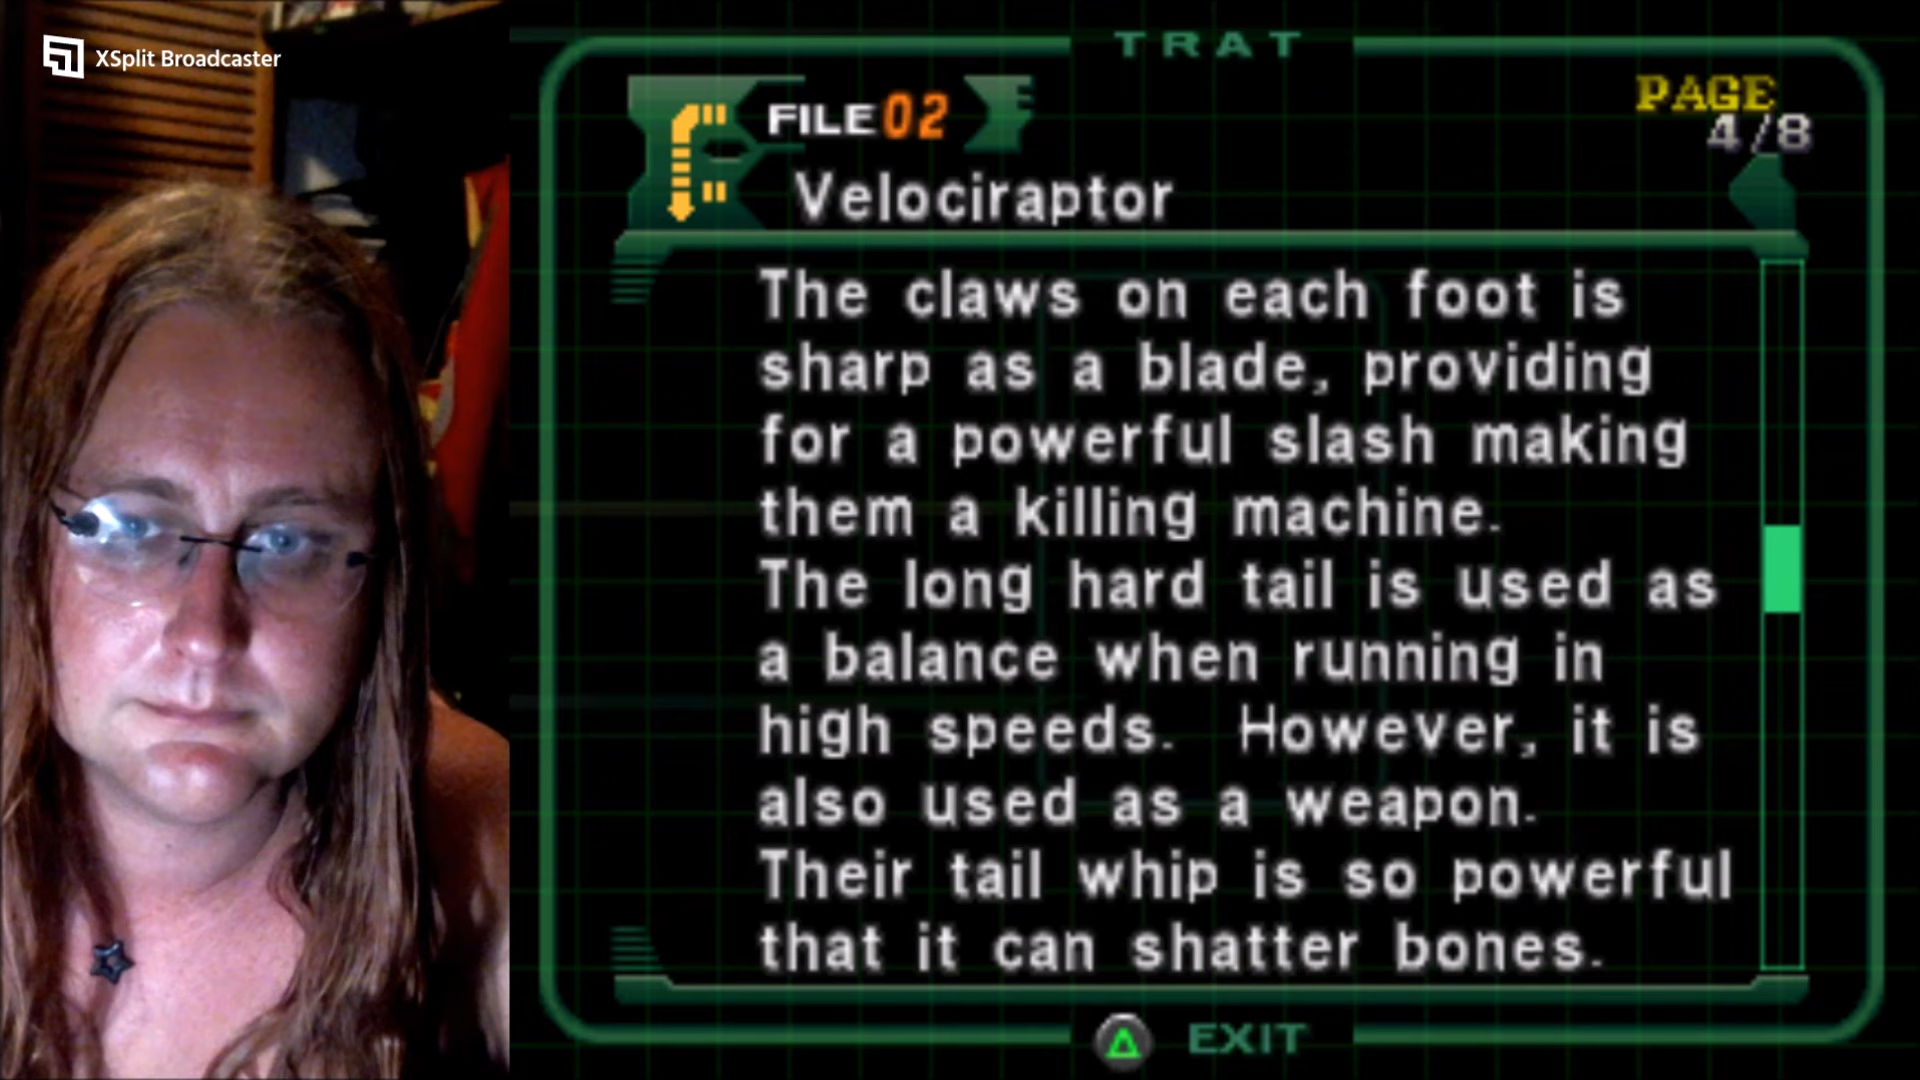 XSplit Broadcaster
TRAT
FILE 02
PAGE
4/8
Velociraptor
The claws on each foot is
sharp as a blade, providing
for a powerful slash making
them a killing machine.
The long hard tail is used as
a balance when running in
high speeds. However, it is
also used as a weapon.
Their tail whip is so powerful
that it can shatter bones.
EXIT